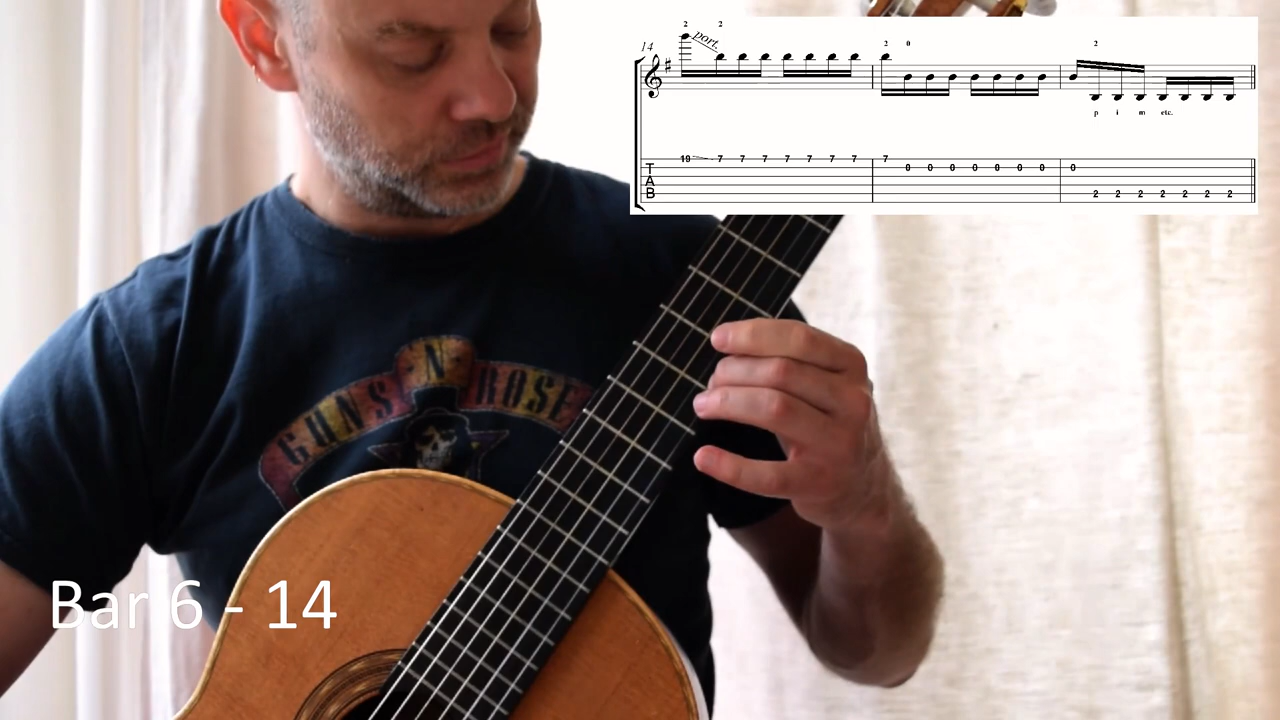 2 2
port.
14
2 0
2
p i m etc.
19 7 7 7 7 7 7 7
7 0 0 0 0 0 0 0
0 2 2 2 2 2 2 2
T
A
B
GUNS N ROSES
Bar 6 - 14